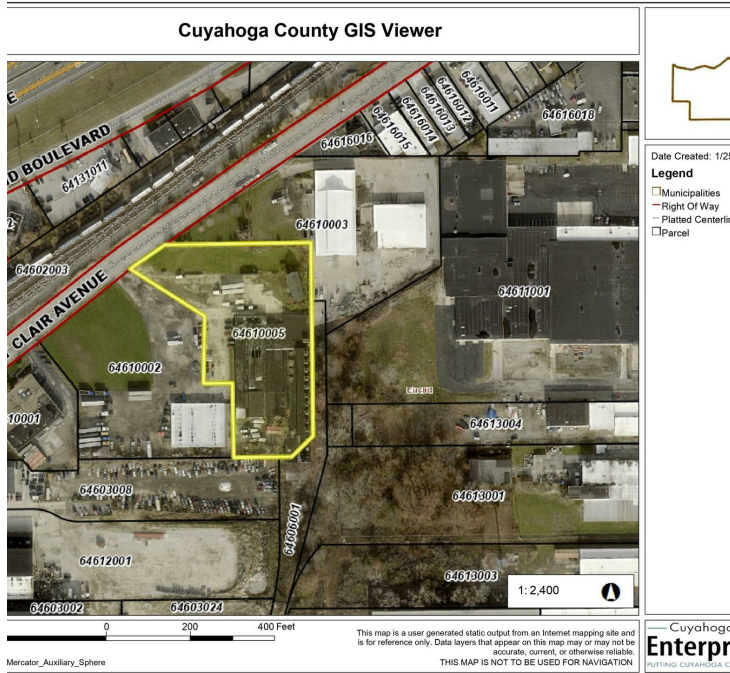 Cuyahoga County GIS Viewer
E
D BOULEVARD
64131011
64616011
64616012
64616013
64616014
64616015
64616016
64616018
64610003
64602003
CLAIR AVENUE
64611001
64610005
64610002
Euclid
10001
64613004
64603008
64613001
64606001
64612001
64613003
64603002
64603024
1: 2,400
Date Created: 1/25
Legend
Municipalities
Right Of Way
Platted Centerlin
Parcel
0 200 400 Feet
Mercator_Auxiliary_Sphere
This map is a user generated static output from an Internet mapping site and
is for reference only. Data layers that appear on this map may or may not be
accurate, current, or otherwise reliable.
THIS MAP IS NOT TO BE USED FOR NAVIGATION
Cuyahoga
Enterpr
PUTTING CUYAHOGA C